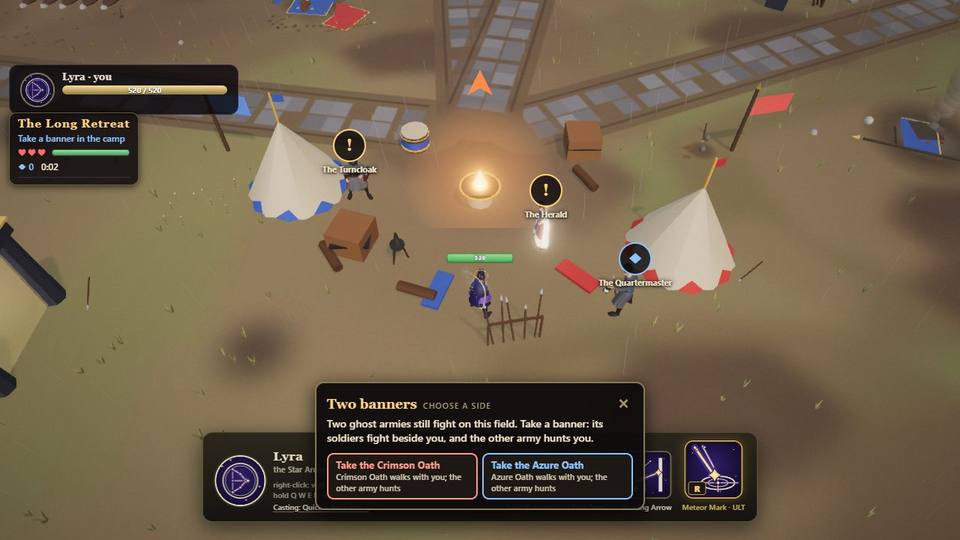 Lyra - you
520 / 520
The Long Retreat
Take a banner in the camp
0 0:02
!
The Turncloak
!
The Herald
The Quartermaster
520
Two banners CHOOSE A SIDE ×
Two ghost armies still fight on this field. Take a banner: its
soldiers fight beside you, and the other army hunts you.
Take the Crimson Oath
Crimson Oath walks with you; the
other army hunts
Take the Azure Oath
Azure Oath walks with you; the
other army hunts
Lyra
the Star
right-click:
hold Q W E
Casting:
Arrow
R
Meteor Mark · ULT